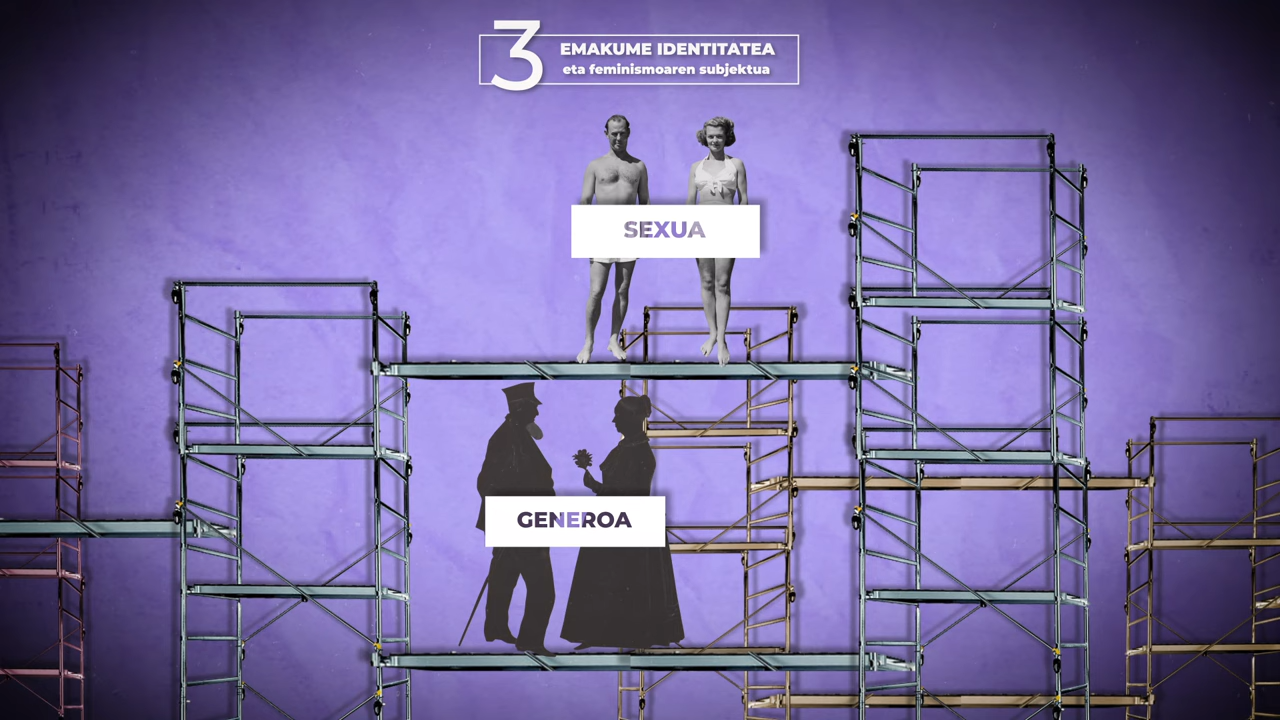 3
EMAKUME IDENTITATEA
eta feminismoaren subjektua
SEXUA
GENEROA